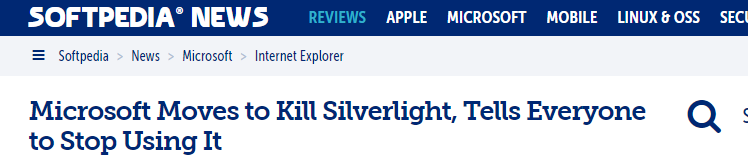 SOFTPEDIA® NEWS REVIEWS APPLE MICROSOFT MOBILE LINUX & OSS
Softpedia > News > Microsoft > Internet Explorer
Microsoft Moves to Kill Silverlight, Tells Everyone
to Stop Using It